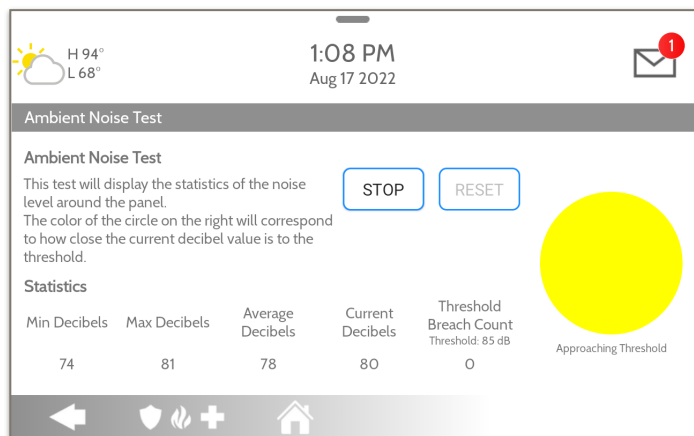 H 94°
L 68°
1:08 PM
Aug 17 2022
1
Ambient Noise Test
Ambient Noise Test
This test will display the statistics of the noise
level around the panel.
The color of the circle on the right will correspond
to how close the current decibel value is to the
threshold.
STOP
RESET
Statistics
Min Decibels
Max Decibels
Average
Decibels
Current
Decibels
Threshold
Breach Count
Threshold: 85 dB
74
81
78
80
0
Approaching Threshold